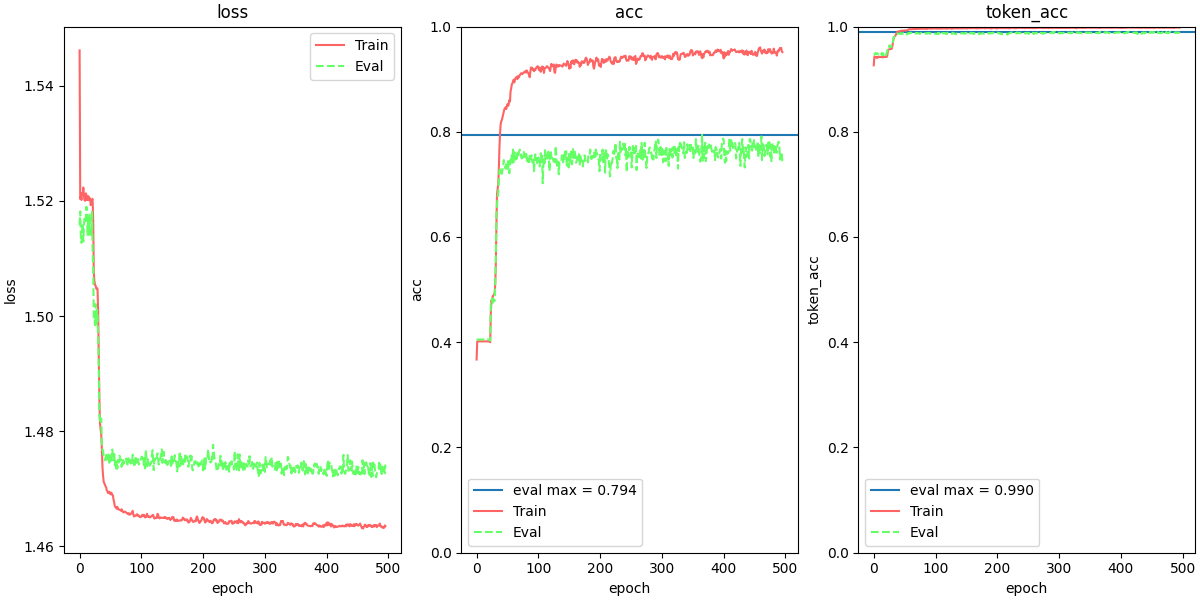 loss
acc
token_acc
1.54
1.52
1.50
1.48
1.46
loss
0
100
200
300
400
500
epoch
Train
Eval
1.0
0.8
0.6
0.4
0.2
0.0
acc
0
100
200
300
400
500
epoch
eval max = 0.794
Train
Eval
1.0
0.8
0.6
0.4
0.2
0.0
token_acc
0
100
200
300
400
500
epoch
eval max = 0.990
Train
Eval